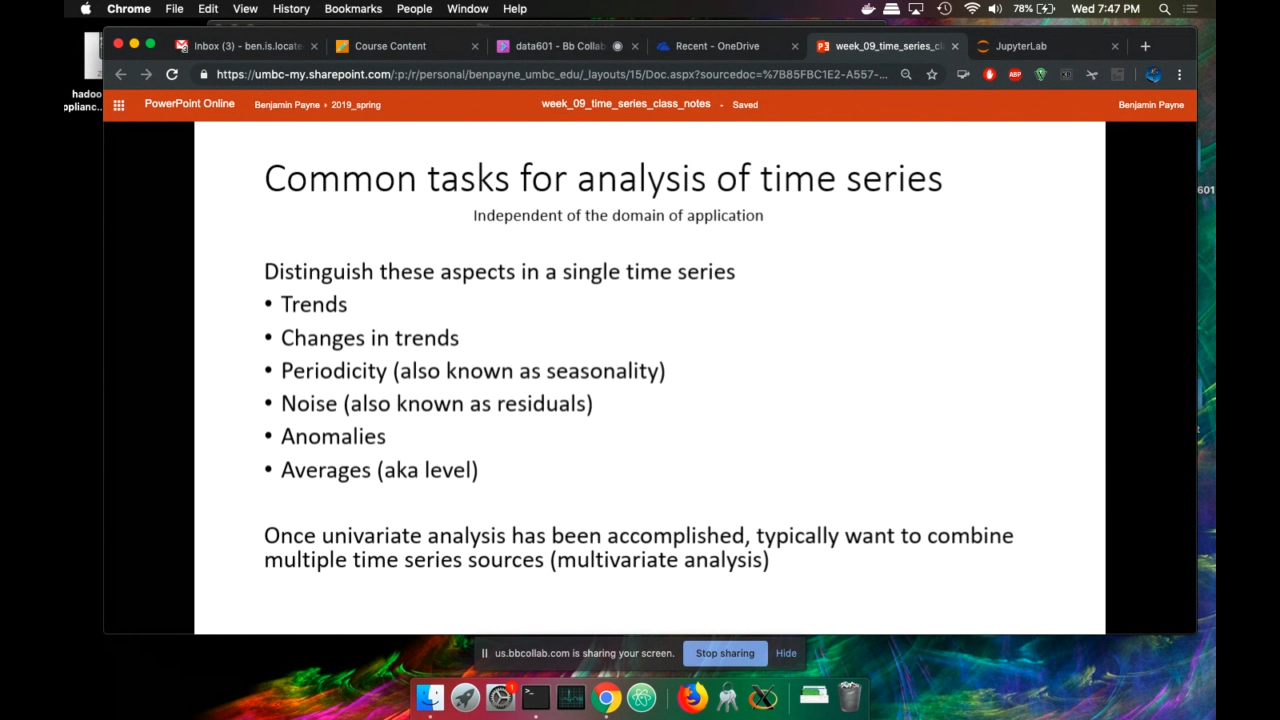 Chrome File Edit View History Bookmarks People Window Help 78% Wed 7:47 PM
Inbox (3) - ben.is.locate Course Content data601 - Bb Collab Recent - OneDrive week_09_time_series_cl JupyterLab
https://umbc-my.sharepoint.com/:p:/r/personal/benpayne_umbc_edu/_layouts/15/Doc.aspx?sourcedoc=%7B85FBC1E2-A557-...
ABP
hadoo
applianc...
PowerPoint Online Benjamin Payne › 2019_spring week_09_time_series_class_notes - Saved Benjamin Payne
Common tasks for analysis of time series
Independent of the domain of application
601
Distinguish these aspects in a single time series
• Trends
• Changes in trends
• Periodicity (also known as seasonality)
• Noise (also known as residuals)
• Anomalies
• Averages (aka level)
Once univariate analysis has been accomplished, typically want to combine
multiple time series sources (multivariate analysis)
us.bbcollab.com is sharing your screen. Stop sharing Hide
1